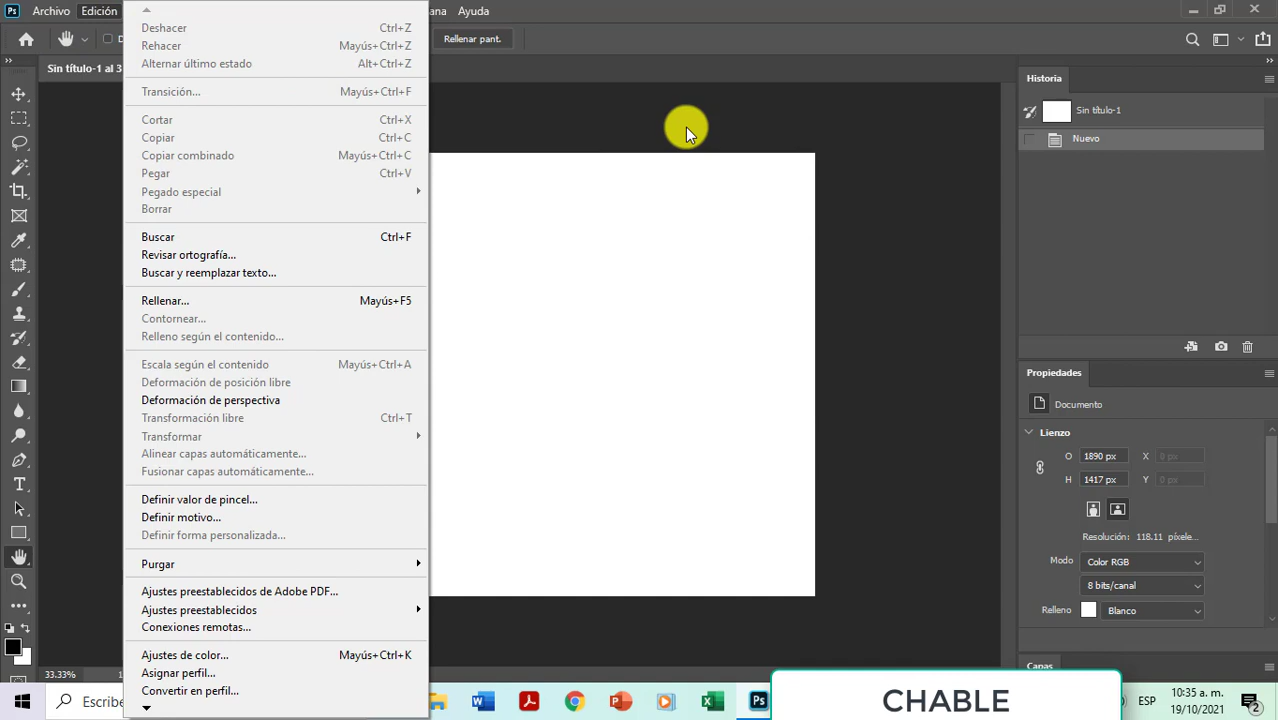 Ps Archivo Edición ana Ayuda
Rellenar pant.
Sin título-1 al 3
Deshacer Ctrl+Z
Rehacer Mayús+Ctrl+Z
Alternar último estado Alt+Ctrl+Z
Transición... Mayús+Ctrl+F
Cortar Ctrl+X
Copiar Ctrl+C
Copiar combinado Mayús+Ctrl+C
Pegar Ctrl+V
Pegado especial
Borrar
Buscar Ctrl+F
Revisar ortografía...
Buscar y reemplazar texto...
Rellenar... Mayús+F5
Contornear...
Relleno según el contenido...
Escala según el contenido Mayús+Ctrl+A
Deformación de posición libre
Deformación de perspectiva
Transformación libre Ctrl+T
Transformar
Alinear capas automáticamente...
Fusionar capas automáticamente...
Definir valor de pincel...
Definir motivo...
Definir forma personalizada...
Purgar
Ajustes preestablecidos de Adobe PDF...
Ajustes preestablecidos
Conexiones remotas...
Ajustes de color... Mayús+Ctrl+K
Asignar perfil...
Convertir en perfil...
Historia
Sin título-1
Nuevo
Propiedades
Documento
Lienzo
O 1890 px X 0 px
H 1417 px Y 0 px
Resolución: 118.11 píxele...
Modo Color RGB
8 bits/canal
Relleno Blanco
Capas
33.33%
Escribe
CHABLE
ESP
10:35 a. m.
19/10/2021
2